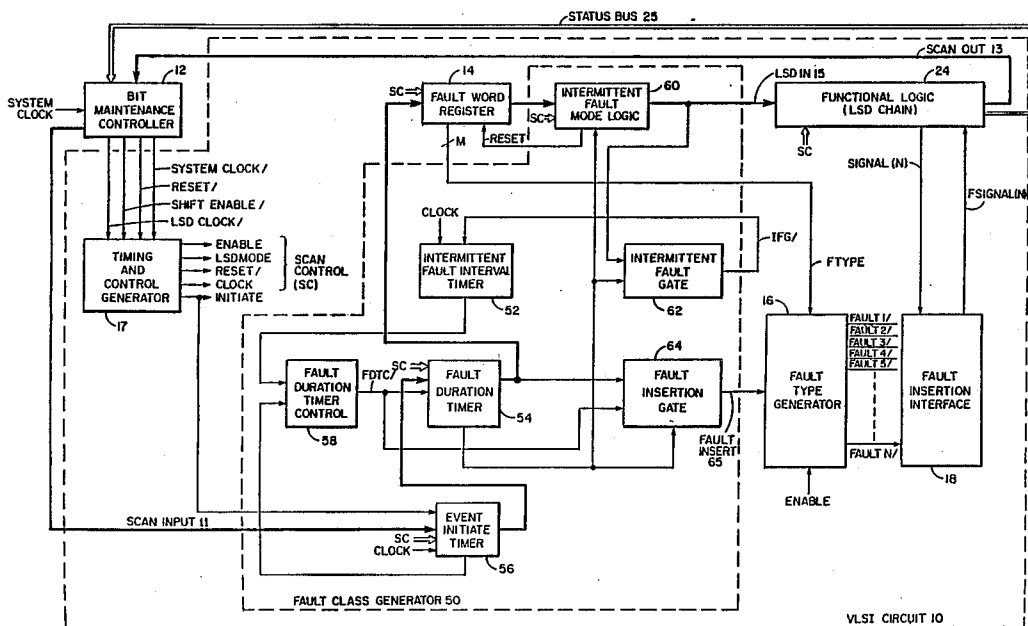 STATUS BUS 25
SCAN OUT 13
12
BIT
MAINTENANCE
CONTROLLER
SYSTEM
CLOCK
14
SC
FAULT WORD
REGISTER
60
INTERMITTENT
FAULT
MODE LOGIC
SC
RESET
M
LSD IN 15
24
FUNCTIONAL LOGIC
(LSD CHAIN)
SC
SIGNAL (N)
FSIGNAL(N)
SYSTEM CLOCK/
RESET/
SHIFT ENABLE/
LSD CLOCK/
TIMING
AND
CONTROL
GENERATOR
17
ENABLE
LSDMODE
RESET/
CLOCK
INITIATE
SCAN
CONTROL
(SC)
CLOCK
INTERMITTENT
FAULT INTERVAL
TIMER
52
INTERMITTENT
FAULT
GATE
62
IFG/
FTYPE
16
FAULT
TYPE
GENERATOR
ENABLE
FAULT 1/
FAULT 2/
FAULT 3/
FAULT 4/
FAULT 5/
FAULT N/
FAULT
INSERTION
INTERFACE
18
FAULT
DURATION
TIMER
CONTROL
58
FDTC/
SC
FAULT
DURATION
TIMER
54
64
FAULT
INSERTION
GATE
FAULT
INSERT
65
SCAN INPUT 11
EVENT
INITIATE
TIMER
SC
CLOCK
56
FAULT CLASS GENERATOR 50
VLSI CIRCUIT 10